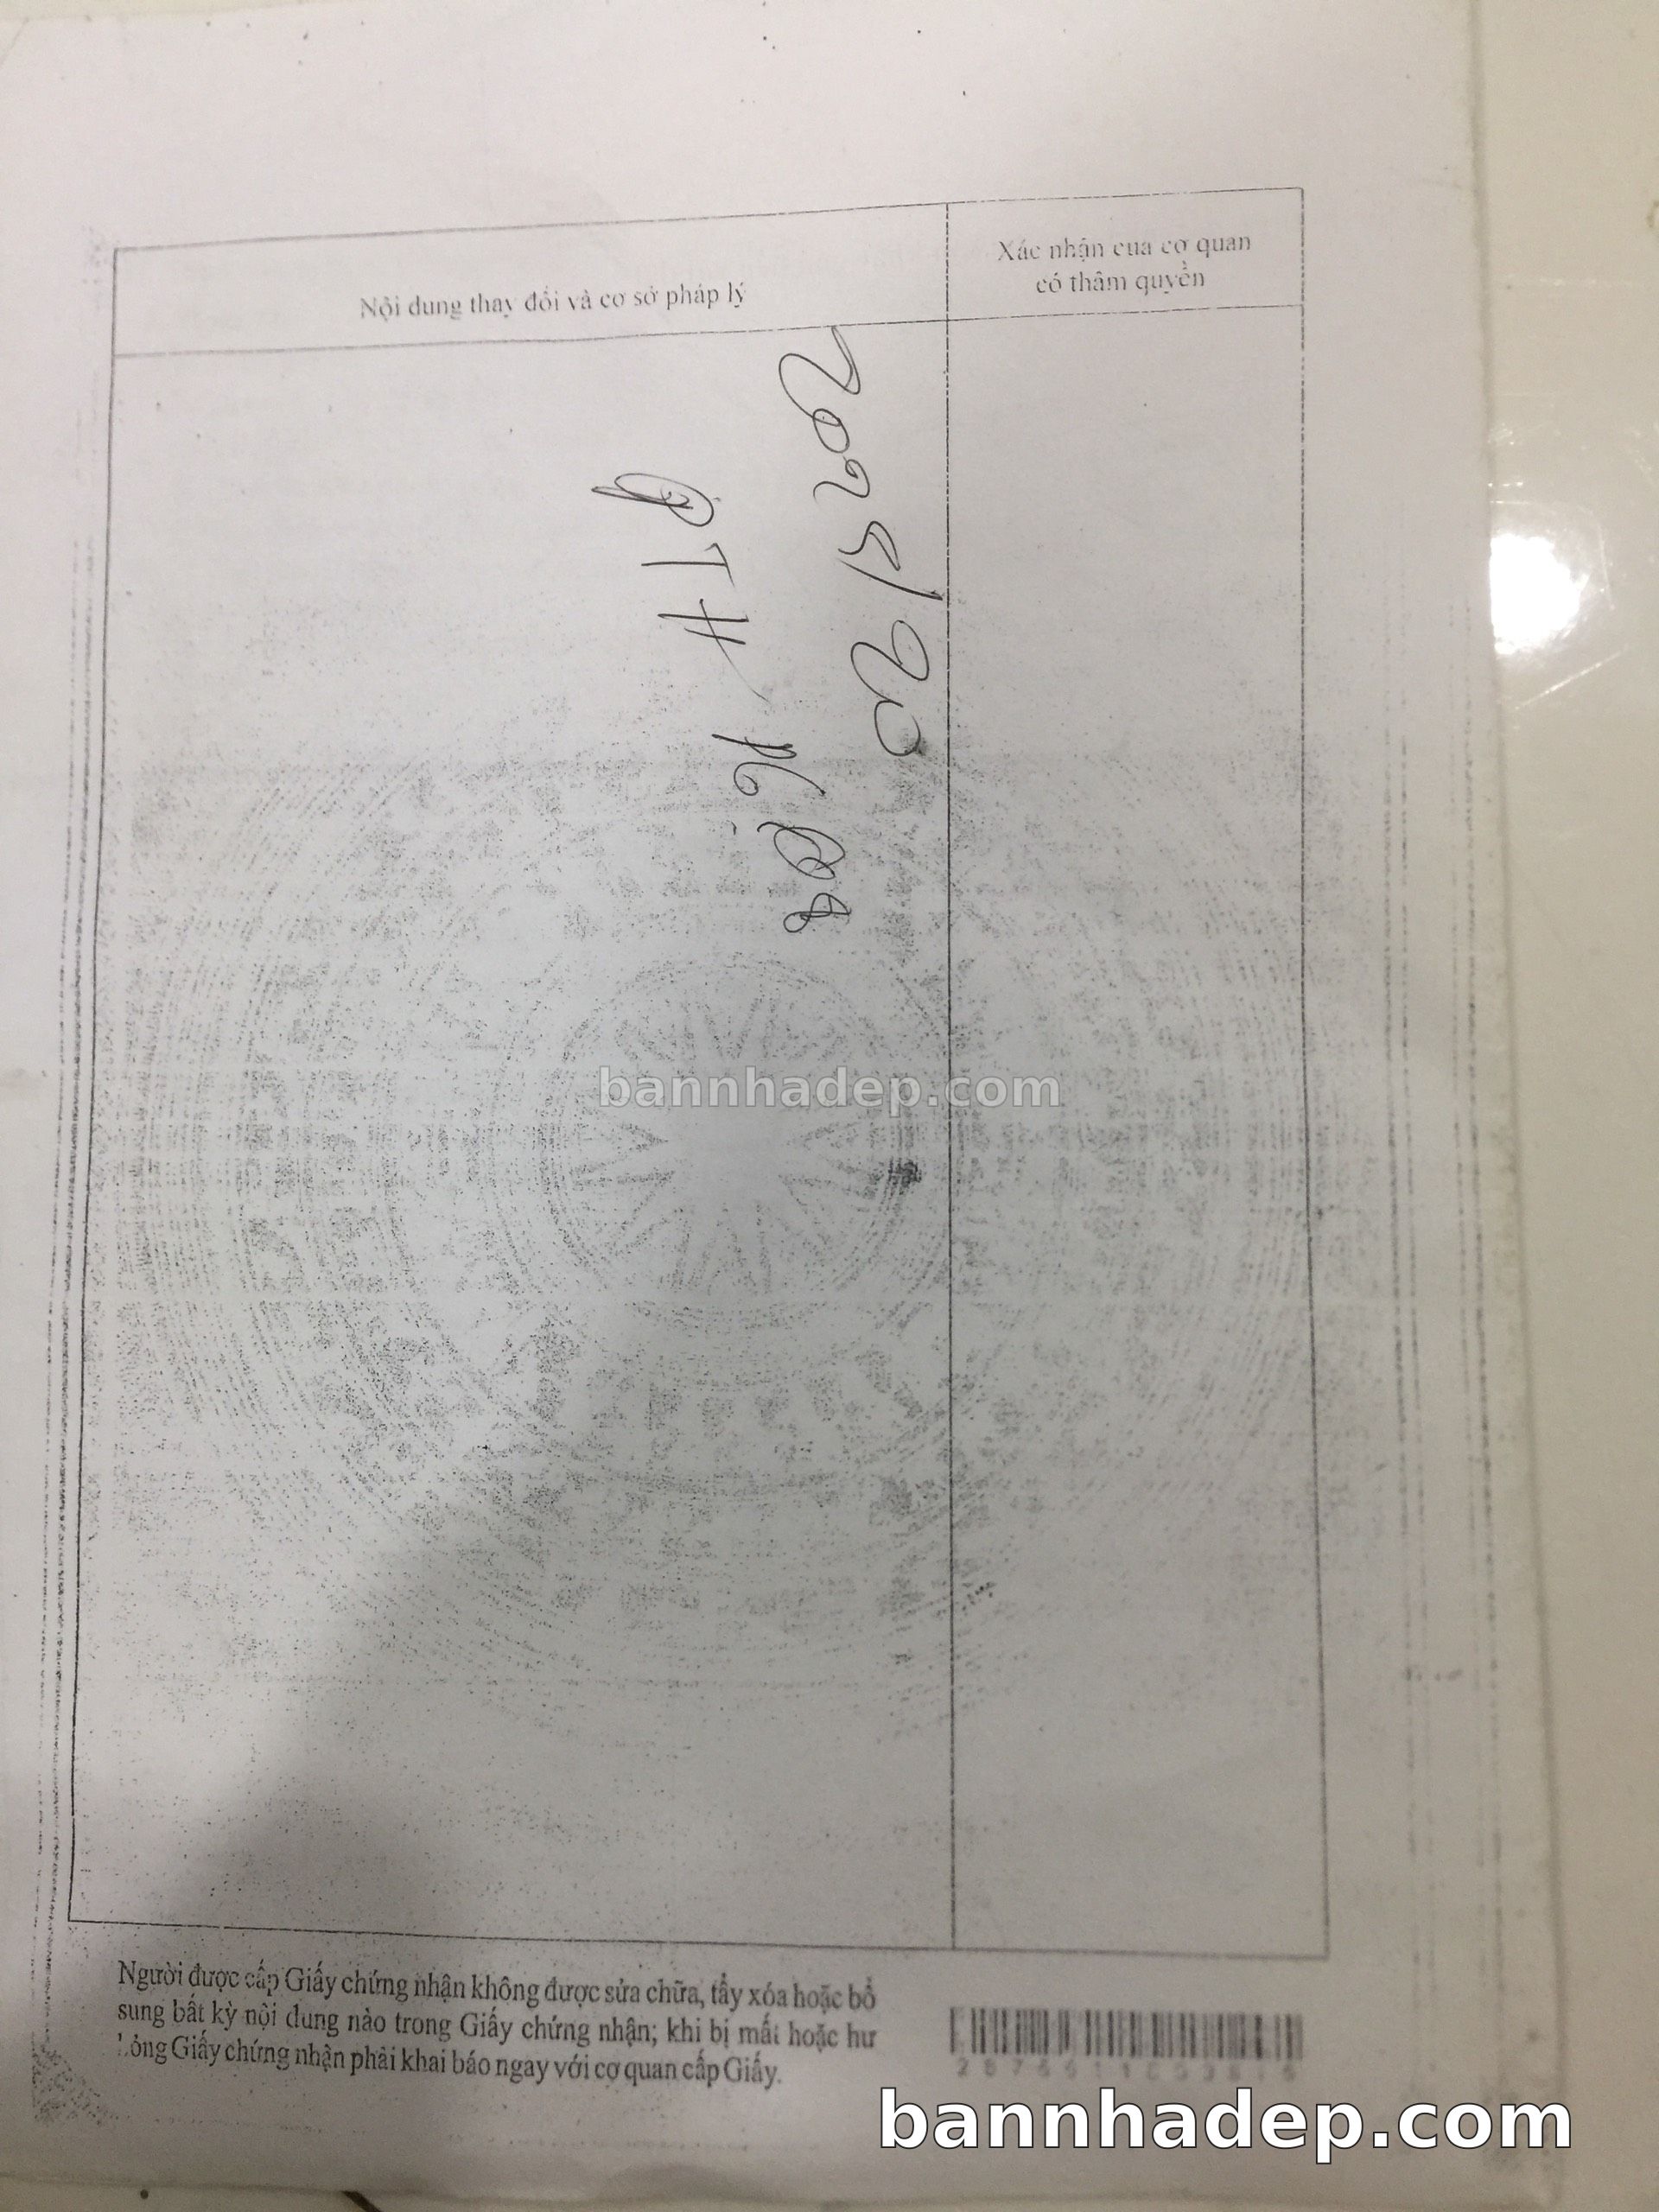 Nội dung thay đổi và cơ sở pháp lý
Xác nhận của cơ quan
có thẩm quyền
QTH
bannhadep.com
Người được cấp Giấy chứng nhận không được sửa chữa, tẩy xóa hoặc bổ
sung bất kỳ nội dung nào trong Giấy chứng nhận; khi bị mất hoặc hư
hỏng Giấy chứng nhận phải khai báo ngay với cơ quan cấp Giấy.
bannhadep.com